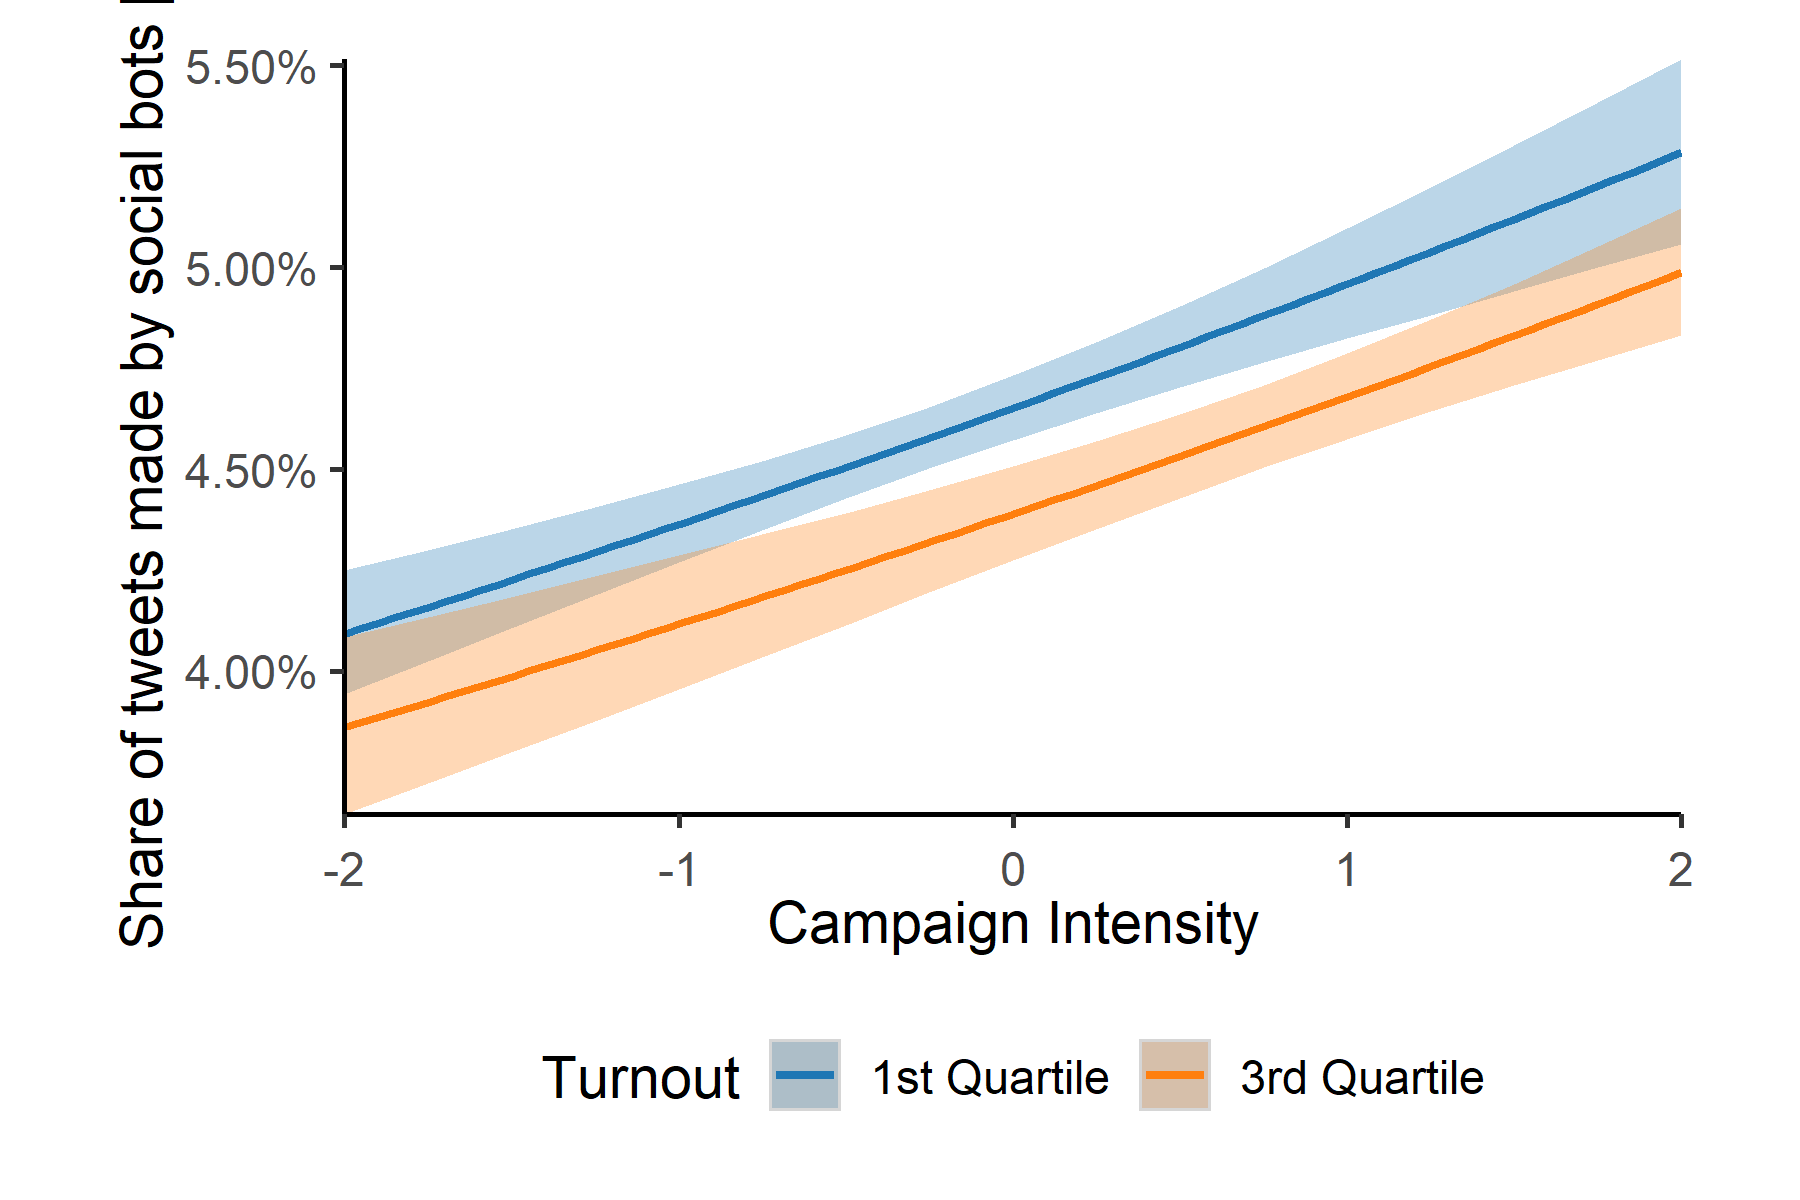 Share of tweets made by social bots
5.50%
5.00%
4.50%
4.00%
-2
-1
0
1
2
Campaign Intensity
Turnout
1st Quartile
3rd Quartile